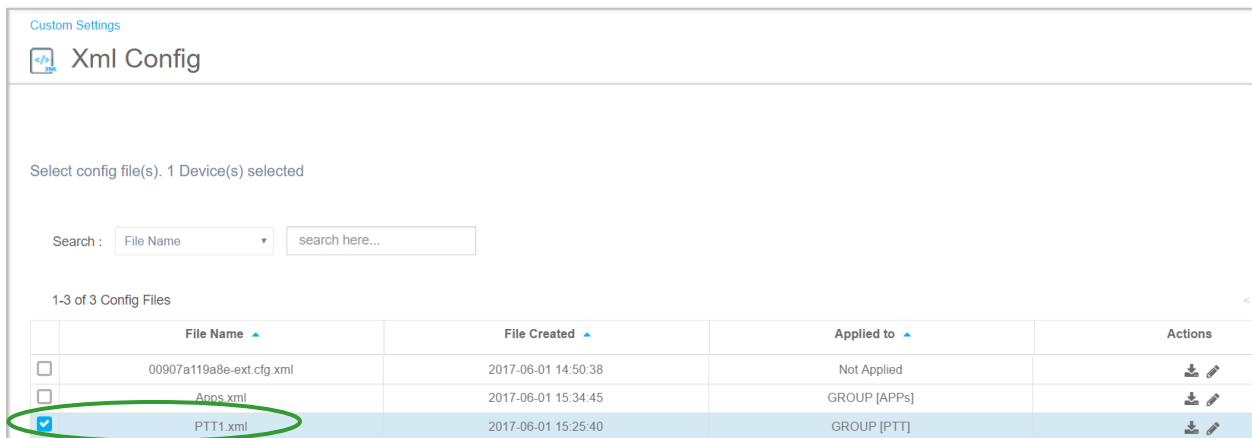 Custom Settings
</> XML Xml Config
Select config file(s). 1 Device(s) selected
Search : File Name search here...
1-3 of 3 Config Files <
File Name File Created Applied to Actions
00907a119a8e-ext.cfg.xml 2017-06-01 14:50:38 Not Applied
Apps.xml 2017-06-01 15:34:45 GROUP [APPs]
PTT1.xml 2017-06-01 15:25:40 GROUP [PTT]